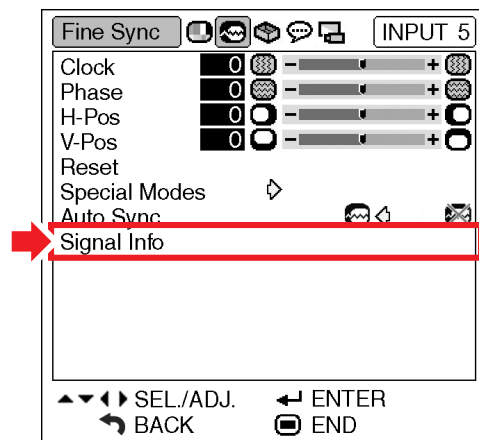 Fine Sync INPUT 5
Clock 0 − +
Phase 0 − +
H-Pos 0 − +
V-Pos 0 − +
Reset
Special Modes
Auto Sync
Signal Info
SEL./ADJ. ENTER
BACK END